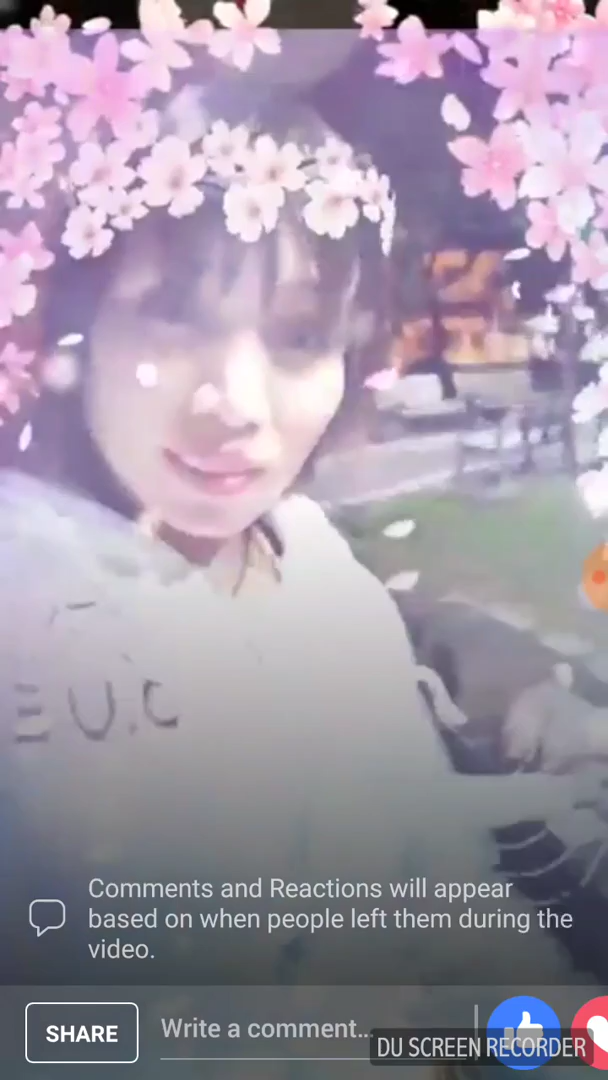 Ξ U.C
Comments and Reactions will appear
based on when people left them during the
video.
SHARE
Write a comment...
DU SCREEN RECORDER